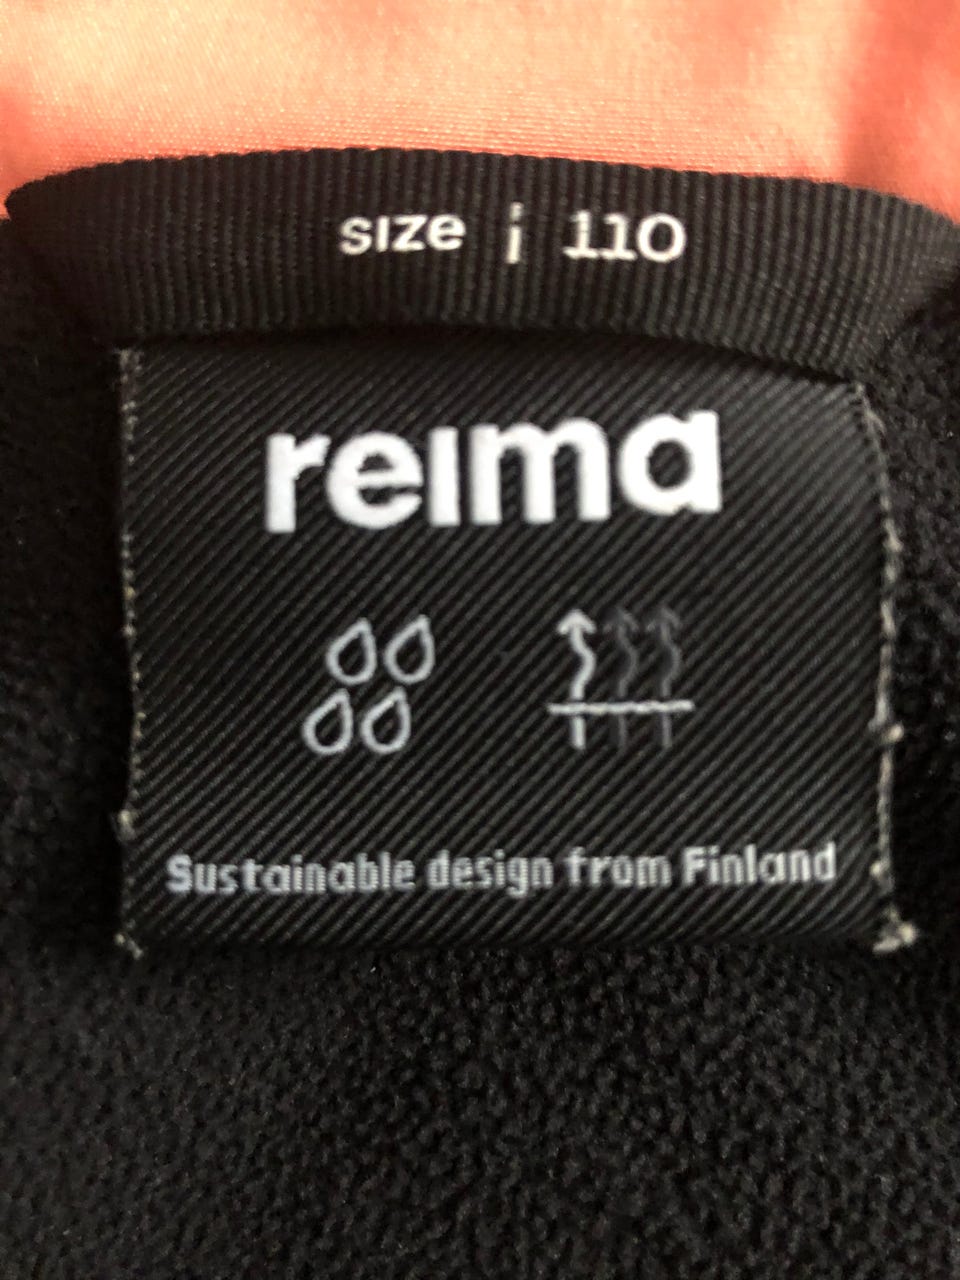 size ¡ 110
reima
Sustainable design from Finland